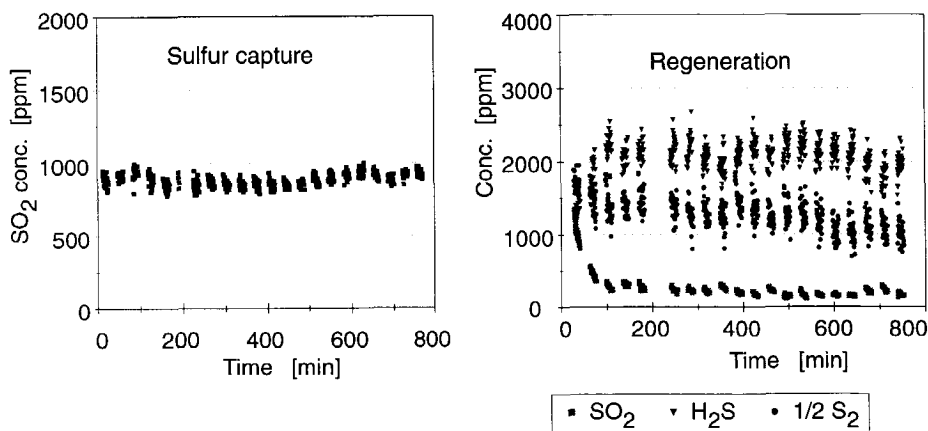 Sulfur capture
SO2 conc. [ppm]
2000
1500
1000
500
0
0 200 400 600 800
Time [min]
Regeneration
Conc. [ppm]
4000
3000
2000
1000
0
0 200 400 600 800
Time [min]
SO2 H2S 1/2 S2